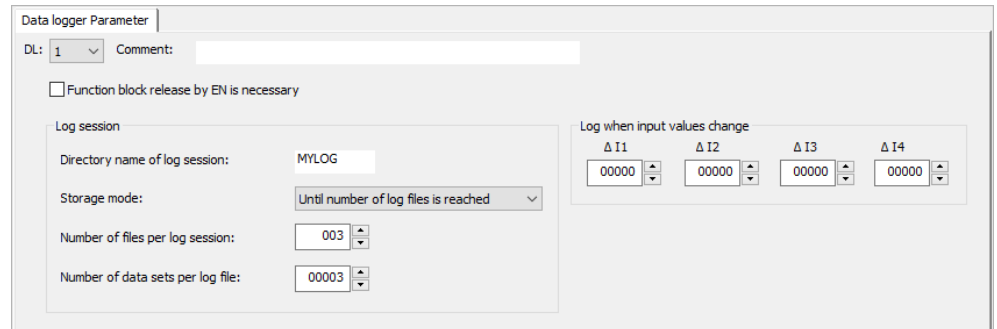 Data logger Parameter
DL: 1 Comment:
Function block release by EN is necessary
Log session
Directory name of log session: MYLOG
Storage mode: Until number of log files is reached
Number of files per log session: 003
Number of data sets per log file: 00003
Log when input values change
Δ I1 Δ I2 Δ I3 Δ I4
00000 00000 00000 00000